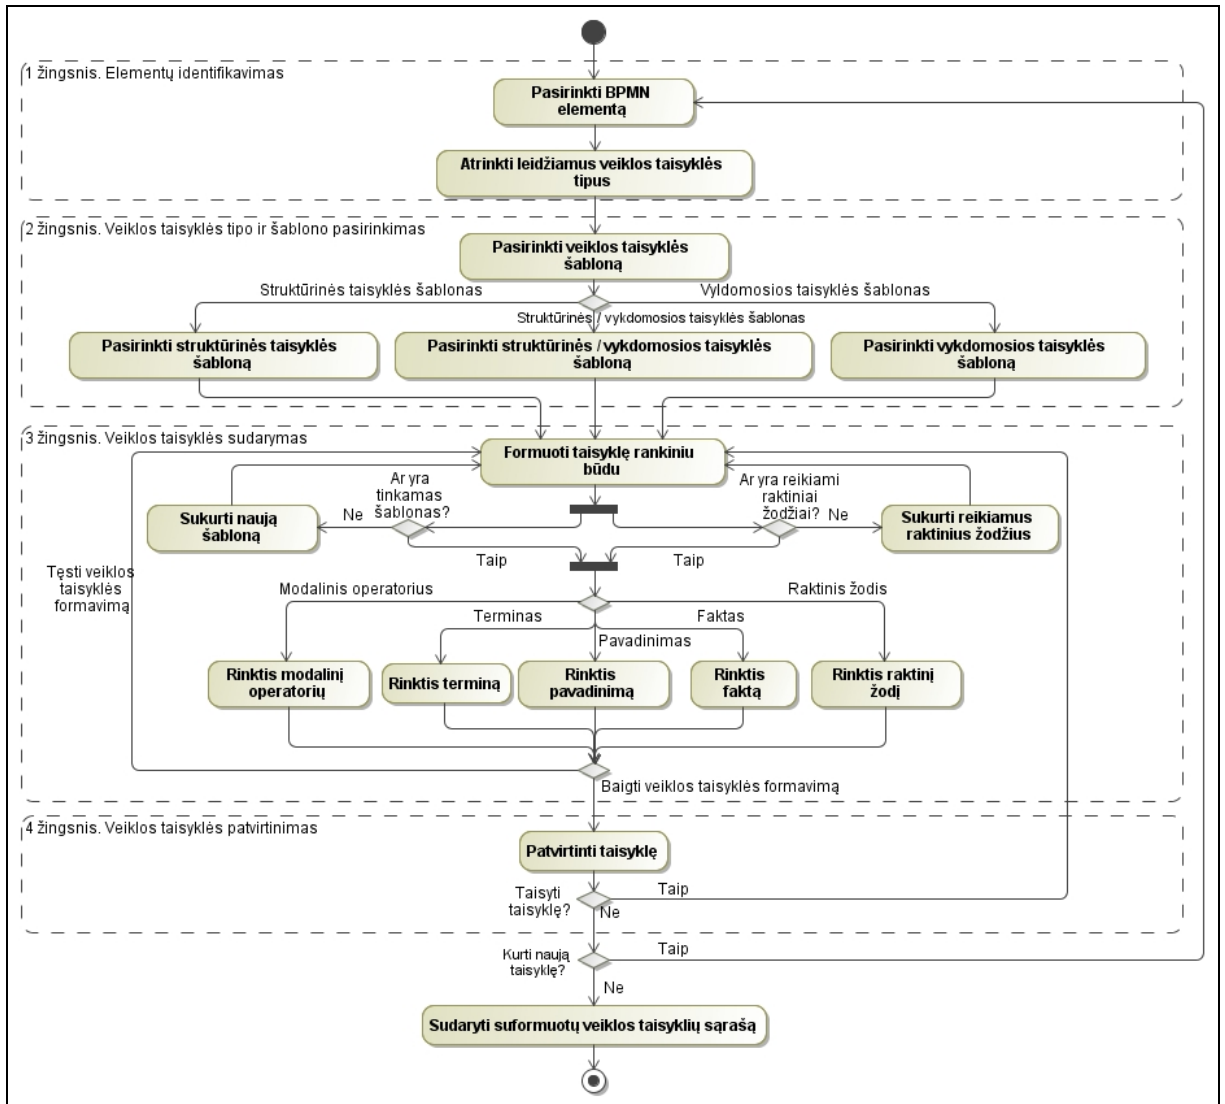 1 žingsnis. Elementų identifikavimas
Pasirinkti BPMN
elementą
Atrinkti leidžiamus veiklos taisyklės
tipus
2 žingsnis. Veiklos taisyklės tipo ir šablono pasirinkimas
Pasirinkti veiklos taisyklės
šabloną
Struktūrinės taisyklės šablonas
Vyldomosios taisyklės šablonas
Struktūrinės / vykdomosios taisyklės šablonas
Pasirinkti struktūrinės taisyklės
šabloną
Pasirinkti struktūrinės / vykdomosios taisyklės
šabloną
Pasirinkti vykdomosios taisyklės
šabloną
3 žingsnis. Veiklos taisyklės sudarymas
Formuoti taisyklę rankiniu
būdu
Ar yra
tinkamas
šablonas?
Ar yra reikiami
raktiniai
žodžiai?
Ne
Ne
Sukurti naują
šabloną
Sukurti reikiamus
raktinius žodžius
Taip
Taip
Tęsti veiklos
taisyklės
formavimą
Modalinis operatorius
Raktinis žodis
Terminas
Faktas
Pavadinimas
Rinktis modalinį
operatorių
Rinktis terminą
Rinktis
pavadinimą
Rinktis
faktą
Rinktis raktinį
žodį
Baigti veiklos taisyklės formavimą
4 žingsnis. Veiklos taisyklės patvirtinimas
Patvirtinti taisyklę
Taisyti
taisyklę?
Taip
Ne
Kurti naują
taisyklę?
Taip
Ne
Sudaryti suformuotų veiklos taisyklių sąrašą